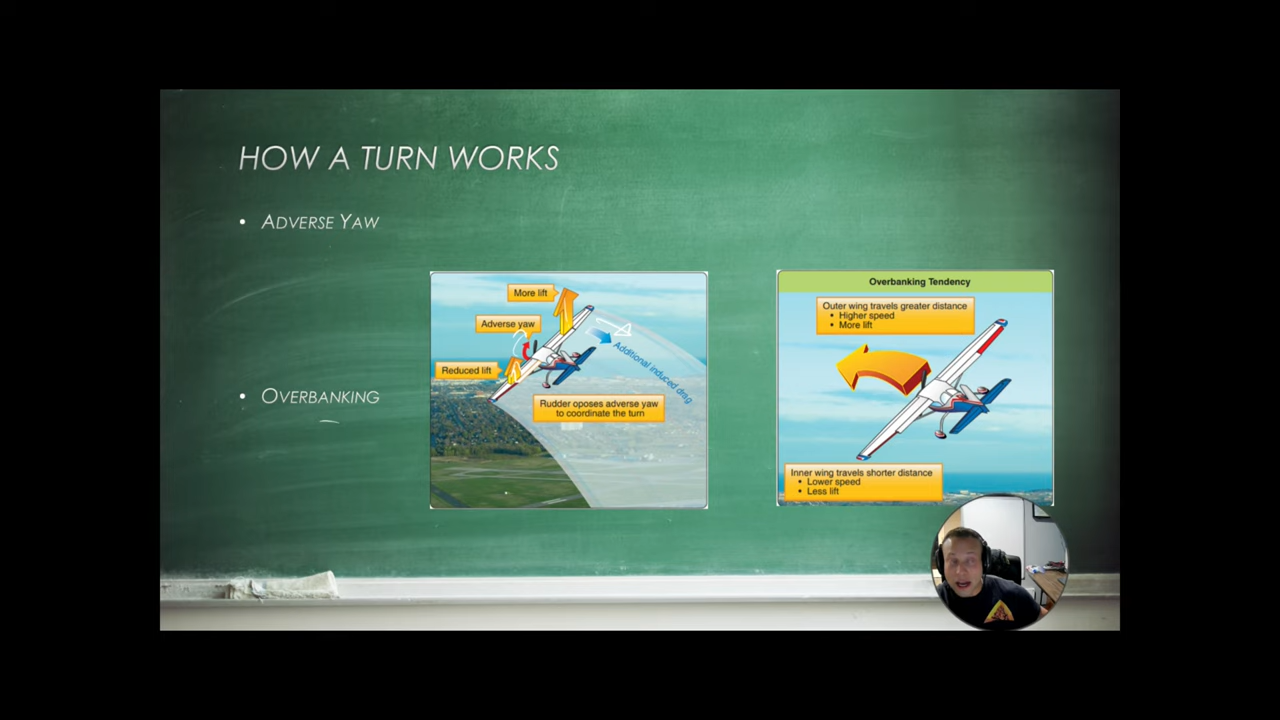 HOW A TURN WORKS
• ADVERSE YAW
• OVERBANKING
More lift
Adverse yaw
Reduced lift
Additional induced drag
Rudder oposes adverse yaw
to coordinate the turn
Overbanking Tendency
Outer wing travels greater distance
• Higher speed
• More lift
Inner wing travels shorter distance
• Lower speed
• Less lift